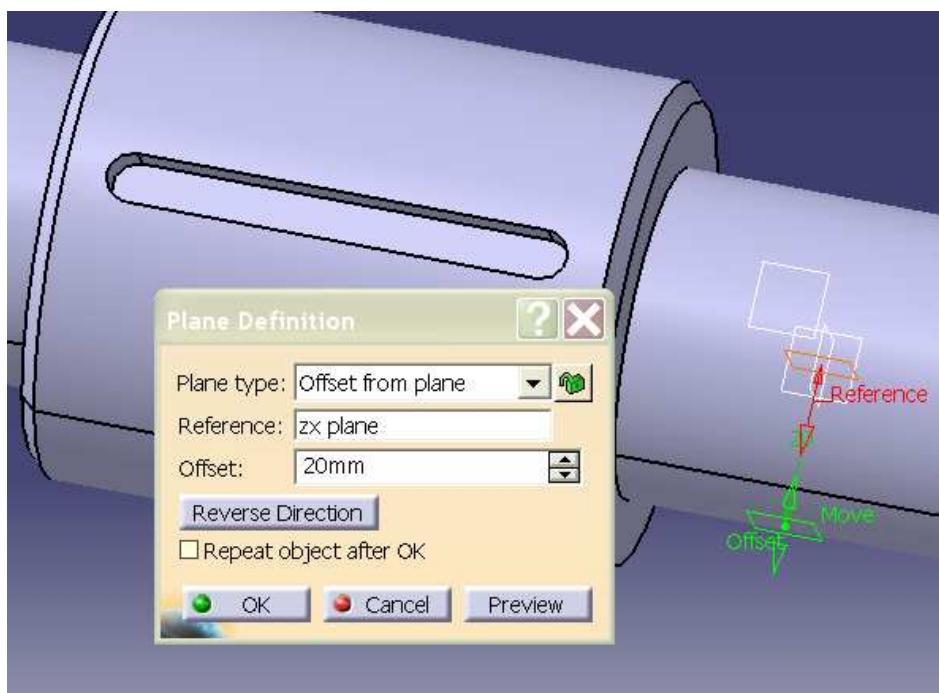 Plane Definition
Plane type: Offset from plane
Reference: zx plane
Offset: 20mm
Reverse Direction
Repeat object after OK
OK Cancel Preview
Reference
Move
Offset